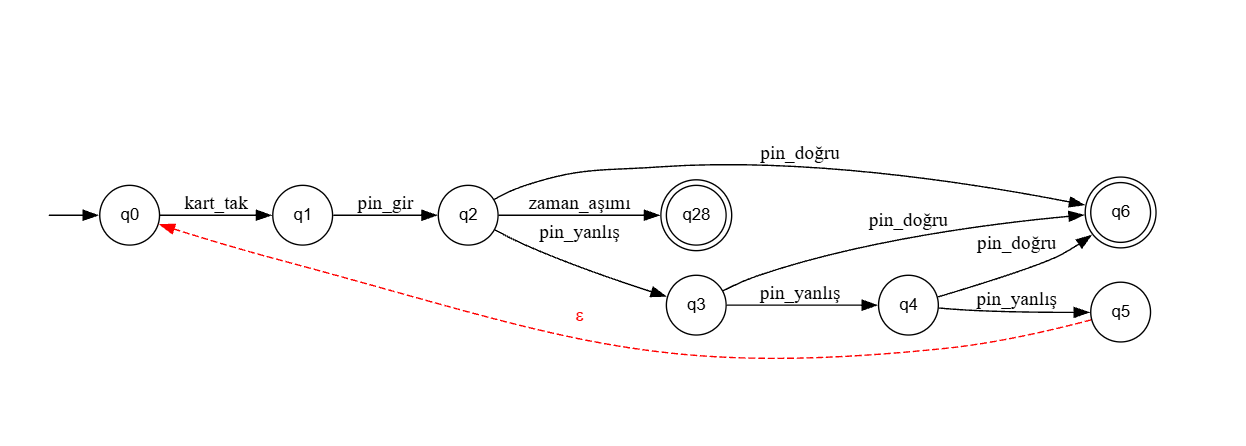 pin_doğru
q0
kart_tak
q1
pin_gir
q2
zaman_aşımı
q28
pin_doğru
q6
pin_yanlış
pin_doğru
q3
pin_yanlış
q4
pin_yanlış
q5
ε